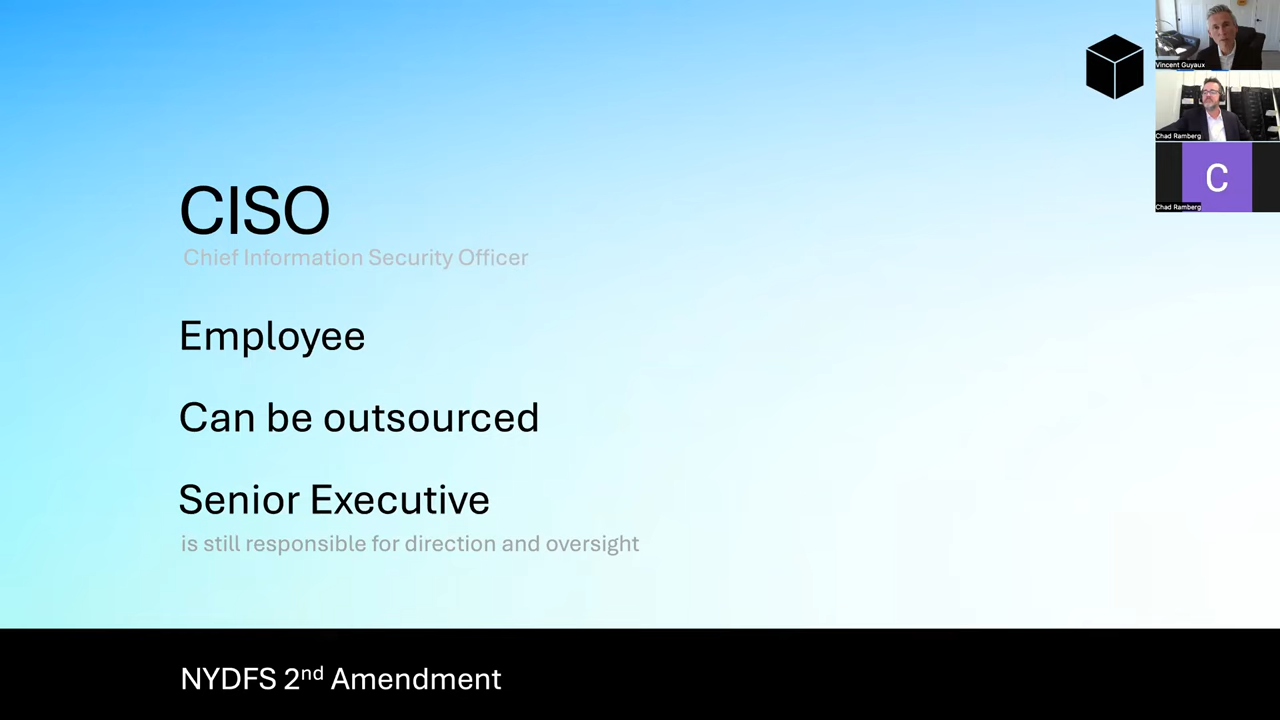 CISO
Chief Information Security Officer
Employee
Can be outsourced
Senior Executive
is still responsible for direction and oversight
NYDFS 2nd Amendment
Vincent Guyaux
Chad Ramberg
C
Chad Ramberg